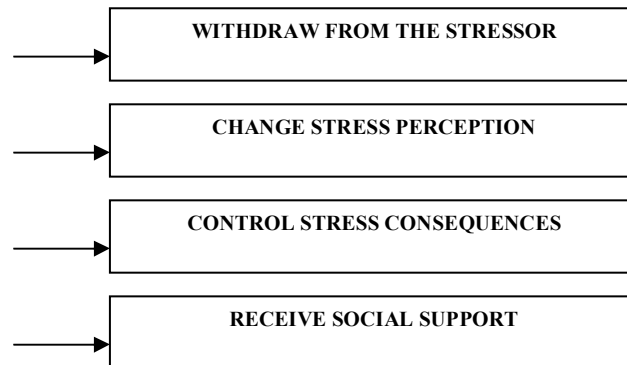 WITHDRAW FROM THE STRESSOR
CHANGE STRESS PERCEPTION
CONTROL STRESS CONSEQUENCES
RECEIVE SOCIAL SUPPORT